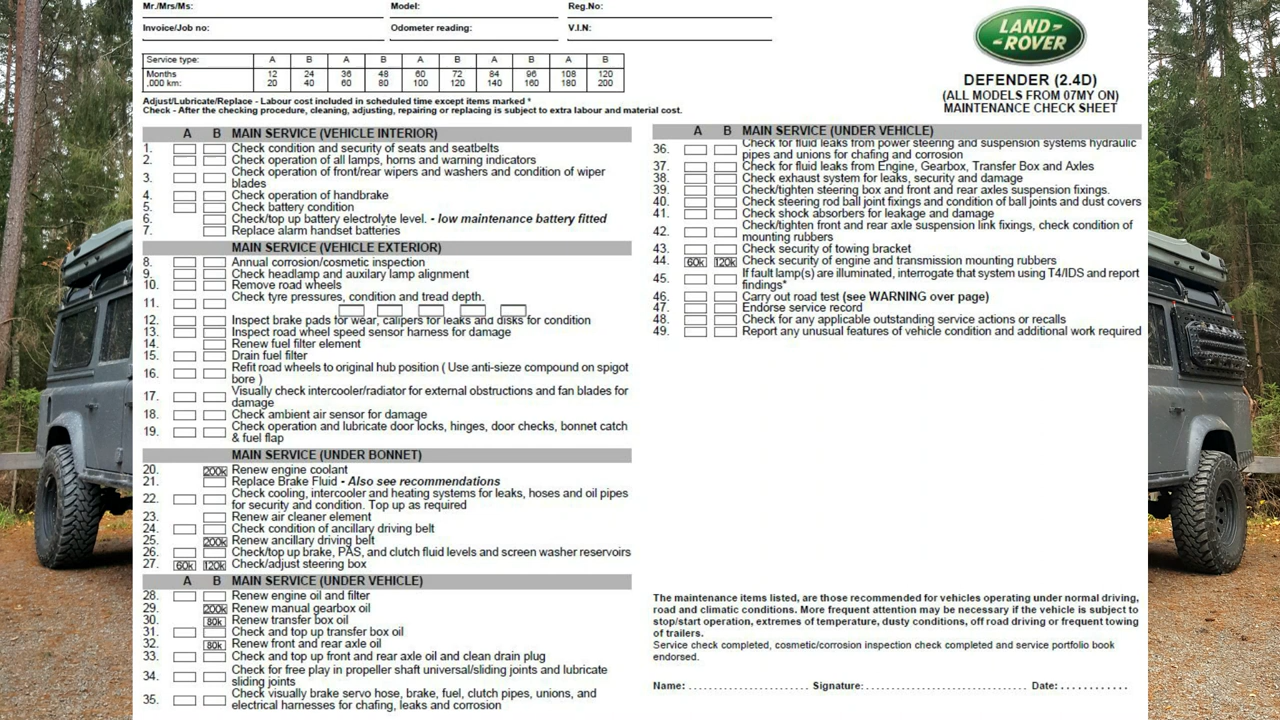 Mr./Mrs/Ms: Model: Reg.No:
Invoice/Job no: Odometer reading: V.I.N:
LAND-
-ROVER
DEFENDER (2.4D)
(ALL MODELS FROM 07MY ON)
MAINTENANCE CHECK SHEET
Service type: A B A B A B A B A B
Months 12 24 36 48 60 72 84 96 108 120
,000 km: 20 40 60 80 100 120 140 160 180 200
Adjust/Lubricate/Replace - Labour cost included in scheduled time except items marked *
Check - After the checking procedure, cleaning, adjusting, repairing or replacing is subject to extra labour and material cost.
A B MAIN SERVICE (VEHICLE INTERIOR)
1. Check condition and security of seats and seatbelts
2. Check operation of all lamps, horns and warning indicators
3. Check operation of front/rear wipers and washers and condition of wiper
blades
4. Check operation of handbrake
5. Check battery condition
6. Check/top up battery electrolyte level. - low maintenance battery fitted
7. Replace alarm handset batteries
MAIN SERVICE (VEHICLE EXTERIOR)
8. Annual corrosion/cosmetic inspection
9. Check headlamp and auxilary lamp alignment
10. Remove road wheels
11. Check tyre pressures, condition and tread depth.
12. Inspect brake pads for wear, calipers for leaks and disks for condition
13. Inspect road wheel speed sensor harness for damage
14. Renew fuel filter element
15. Drain fuel filter
16. Refit road wheels to original hub position ( Use anti-sieze compound on spigot
bore )
17. Visually check intercooler/radiator for external obstructions and fan blades for
damage
18. Check ambient air sensor for damage
19. Check operation and lubricate door locks, hinges, door checks, bonnet catch
& fuel flap
MAIN SERVICE (UNDER BONNET)
20. 200k Renew engine coolant
21. Replace Brake Fluid - Also see recommendations
22. Check cooling, intercooler and heating systems for leaks, hoses and oil pipes
for security and condition. Top up as required
23. Renew air cleaner element
24. Check condition of ancillary driving belt
25. 200k Renew ancillary driving belt
26. Check/top up brake, PAS, and clutch fluid levels and screen washer reservoirs
27. 60k 120k Check/adjust steering box
A B MAIN SERVICE (UNDER VEHICLE)
28. Renew engine oil and filter
29. 200k Renew manual gearbox oil
30. 80k Renew transfer box oil
31. Check and top up transfer box oil
32. 80k Renew front and rear axle oil
33. Check and top up front and rear axle oil and clean drain plug
34. Check for free play in propeller shaft universal/sliding joints and lubricate
sliding joints
35. Check visually brake servo hose, brake, fuel, clutch pipes, unions, and
electrical harnesses for chafing, leaks and corrosion
A B MAIN SERVICE (UNDER VEHICLE)
36. Check for fluid leaks from power steering and suspension systems hydraulic
pipes and unions for chafing and corrosion
37. Check for fluid leaks from Engine, Gearbox, Transfer Box and Axles
38. Check exhaust system for leaks, security and damage
39. Check/tighten steering box and front and rear axles suspension fixings.
40. Check steering rod ball joint fixings and condition of ball joints and dust covers
41. Check shock absorbers for leakage and damage
42. Check/tighten front and rear axle suspension link fixings, check condition of
mounting rubbers
43. Check security of towing bracket
44. 60k 120k Check security of engine and transmission mounting rubbers
45. If fault lamp(s) are illuminated, interrogate that system using T4/IDS and report
findings*
46. Carry out road test (see WARNING over page)
47. Endorse service record
48. Check for any applicable outstanding service actions or recalls
49. Report any unusual features of vehicle condition and additional work required
The maintenance items listed, are those recommended for vehicles operating under normal driving,
road and climatic conditions. More frequent attention may be necessary if the vehicle is subject to
stop/start operation, extremes of temperature, dusty conditions, off road driving or frequent towing
of trailers.
Service check completed, cosmetic/corrosion inspection check completed and service portfolio book
endorsed.
Name: ........................ Signature: ................................ Date: ............